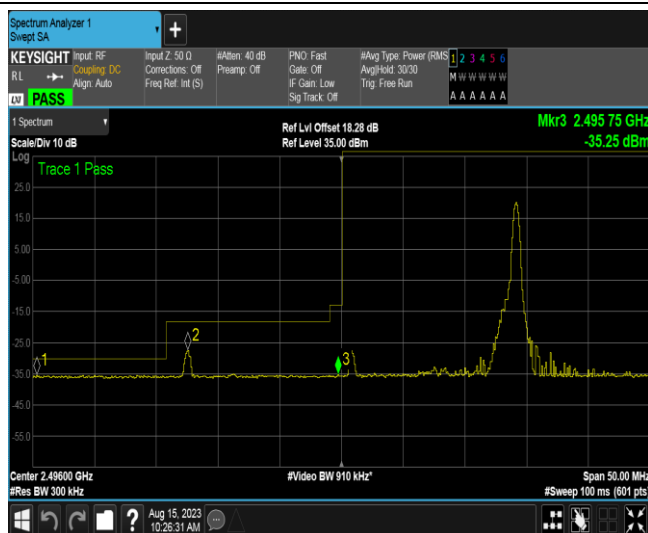 Spectrum Analyzer 1
Swept SA
KEYSIGHT Input: RF
RL
Coupling: DC
Align: Auto
Input Z: 50 Ω
Corrections: Off
Freq Ref: Int (S)
#Atten: 40 dB
Preamp: Off
PNO: Fast
Gate: Off
IF Gain: Low
Sig Track: Off
#Avg Type: Power (RMS
Avg|Hold: 30/30
Trig: Free Run
1 2 3 4 5 6
M W W W W W
A A A A A A
LXI PASS
1 Spectrum
Scale/Div 10 dB
Ref Lvl Offset 18.28 dB
Ref Level 35.00 dBm
Mkr3 2.495 75 GHz
-35.25 dBm
Log
Trace 1 Pass
25.0
15.0
5.00
-5.00
-15.0
-25.0
-35.0
-45.0
-55.0
1
2
3
Center 2.49600 GHz
#Video BW 910 kHz*
Span 50.00 MHz
#Res BW 300 kHz
#Sweep 100 ms (601 pts)
?
Aug 15, 2023
10:26:31 AM